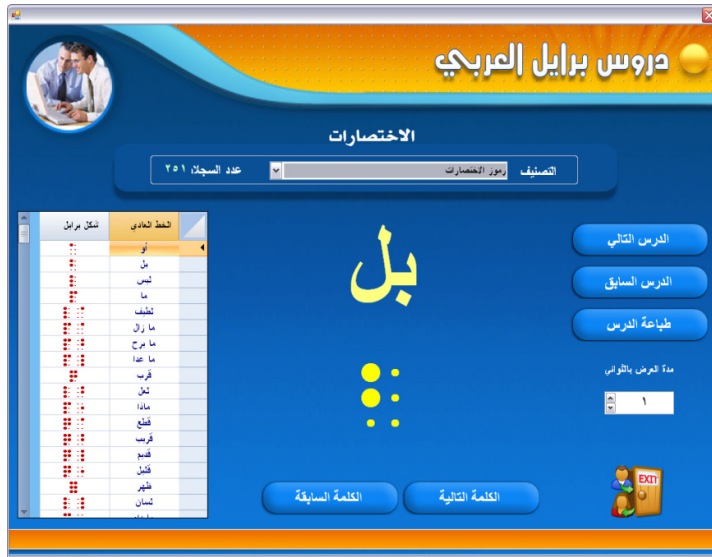 دروس برايل العربي
الاختصارات
التصنيف
رموز الاختصارات
عدد السجلا: ٢٥١
الخط العادي
شكل برايل
أو
بل
ليس
ما
لطيف
ما زال
ما برح
ما عدا
قرب
لعل
ماذا
قطع
قريب
قديم
قليل
ظهر
لسان
بل
الدرس التالي
الدرس السابق
طباعة الدرس
مدة العرض بالثواني
١
EXIT
الكلمة التالية
الكلمة السابقة